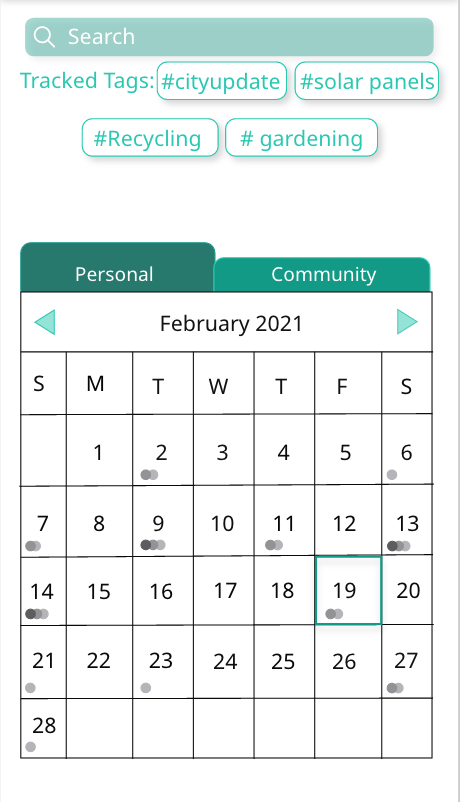 Search
Tracked Tags: #cityupdate #solar panels
#Recycling # gardening
Personal Community
February 2021
S M T W T F S
1 2 3 4 5 6
7 8 9 10 11 12 13
14 15 16 17 18 19 20
21 22 23 24 25 26 27
28